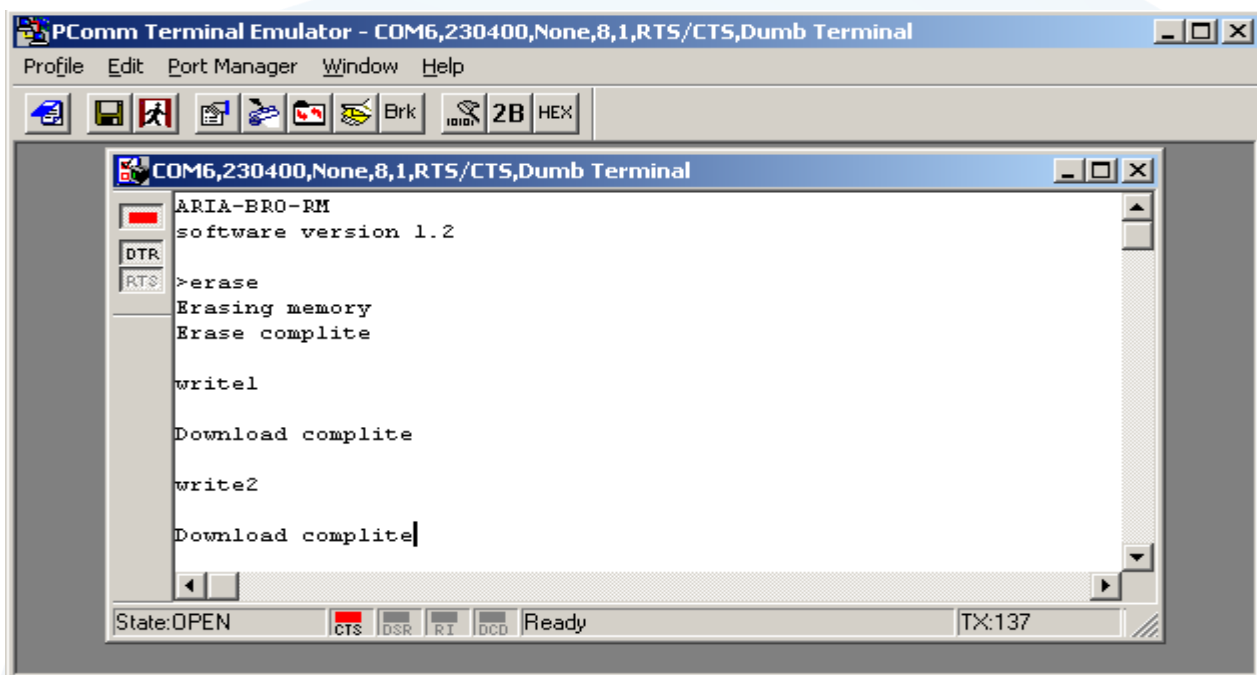 PComm Terminal Emulator - COM6,230400,None,8,1,RTS/CTS,Dumb Terminal
Profile Edit Port Manager Window Help
Brk 2B HEX
COM6,230400,None,8,1,RTS/CTS,Dumb Terminal
DTR
RTS
ARIA-BRO-RM
software version 1.2
>erase
Erasing memory
Erase complite
write1
Download complite
write2
Download complite
State:OPEN CTS DSR RI DCD Ready TX:137